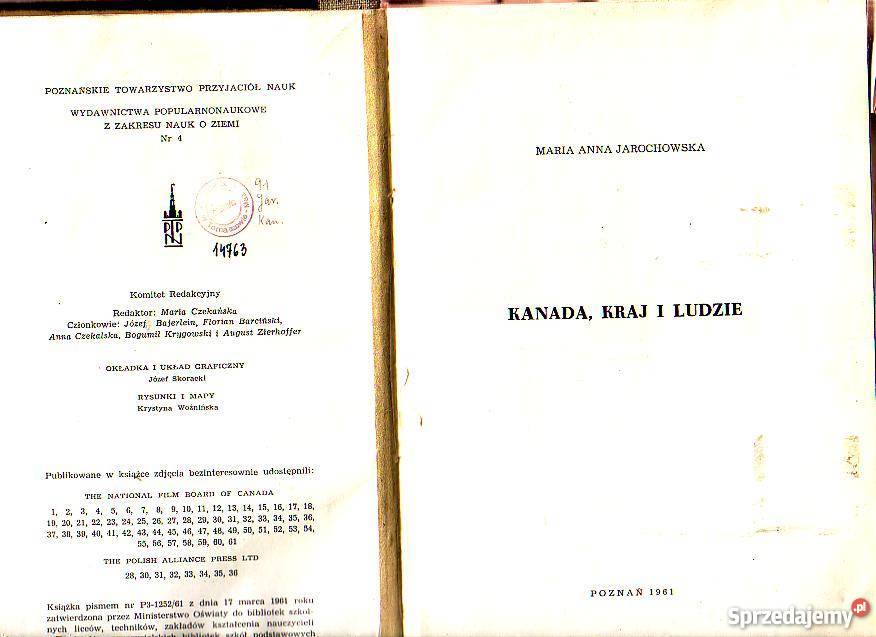 POZNAŃSKIE TOWARZYSTWO PRZYJACIÓŁ NAUK
WYDAWNICTWA POPULARNONAUKOWE
Z ZAKRESU NAUK O ZIEMI
Nr 4
91
Jar.
Kan.
PTPN
14763
Komitet Redakcyjny
Redaktor: Maria Czekańska
Członkowie: Józef Bajerlein, Florian Barciński,
Anna Czekalska, Bogumił Krygowski i August Zierhoffer
OKŁADKA I UKŁAD GRAFICZNY
Józef Skoracki
RYSUNKI I MAPY
Krystyna Woźnińska
Publikowane w książce zdjęcia bezinteresownie udostępnili:
THE NATIONAL FILM BOARD OF CANADA
1, 2, 3, 4, 5, 6, 7, 8, 9, 10, 11, 12, 13, 14, 15, 16, 17, 18,
19, 20, 21, 22, 23, 24, 25, 26, 27, 28, 29, 30, 31, 32, 33, 34, 35, 36,
37, 38, 39, 40, 41, 42, 43, 44, 45, 46, 47, 48, 49, 50, 51, 52, 53, 54,
55, 56, 57, 58, 59, 60, 61
THE POLISH ALLIANCE PRESS LTD
28, 30, 31, 32, 33, 34, 35, 36
Książka pismem nr P3-1252/61 z dnia 17 marca 1961 roku
zatwierdzona przez Ministerstwo Oświaty do bibliotek szkol-
nych liceów, techników, zakładów kształcenia nauczycieli
bibliotek szkół podstawowych
MARIA ANNA JAROCHOWSKA
KANADA, KRAJ I LUDZIE
POZNAŃ 1961
Sprzedajemy.pl